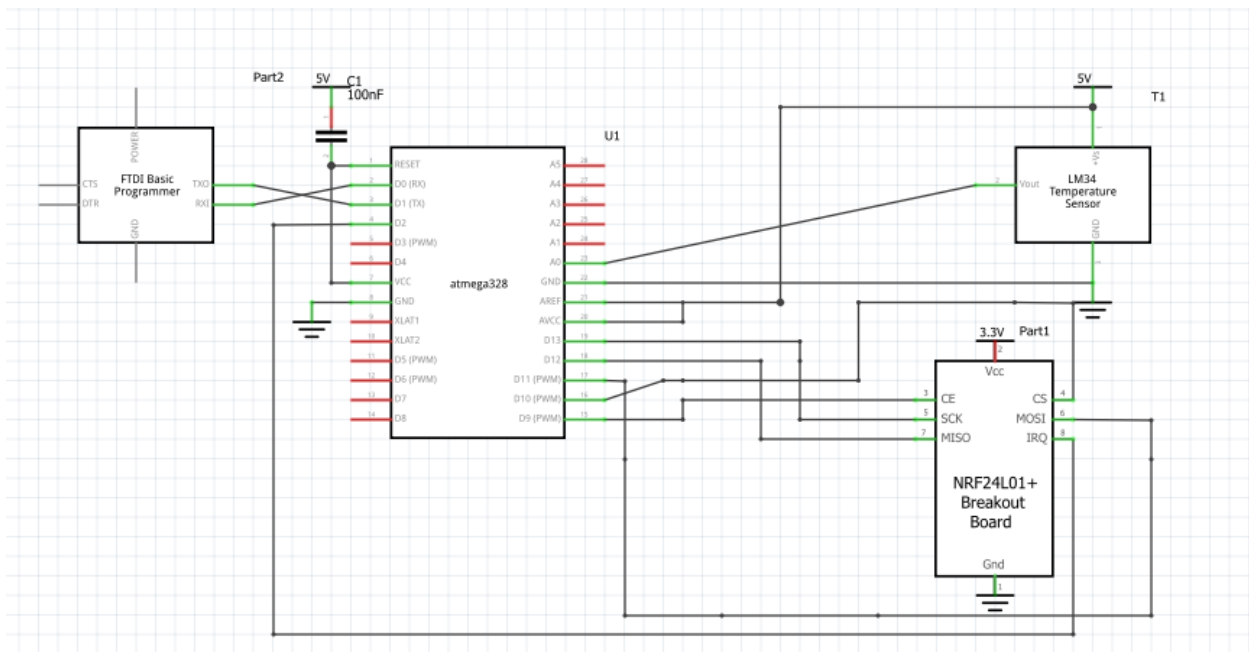 Part2
5V
C1
100nF
1
2
FTDI Basic
Programmer
POWER
CTS
DTR
TXO
RXI
GND
U1
atmega328
1 RESET
2 D0 (RX)
3 D1 (TX)
4 D2
5 D3 (PWM)
6 D4
7 VCC
8 GND
9 XLAT1
10 XLAT2
11 D5 (PWM)
12 D6 (PWM)
13 D7
14 D8
A5 28
A4 27
A3 26
A2 25
A1
A0 23
GND 22
AREF 21
AVCC 20
D13 19
D12 18
D11 (PWM) 17
D10 (PWM) 16
D9 (PWM) 15
5V
T1
1
+Vs
2 Vout
LM34
Temperature
Sensor
GND
3.3V
Part1
2
Vcc
3 CE
5 SCK
7 MISO
CS 4
MOSI 6
IRQ 8
NRF24L01+
Breakout
Board
Gnd
1